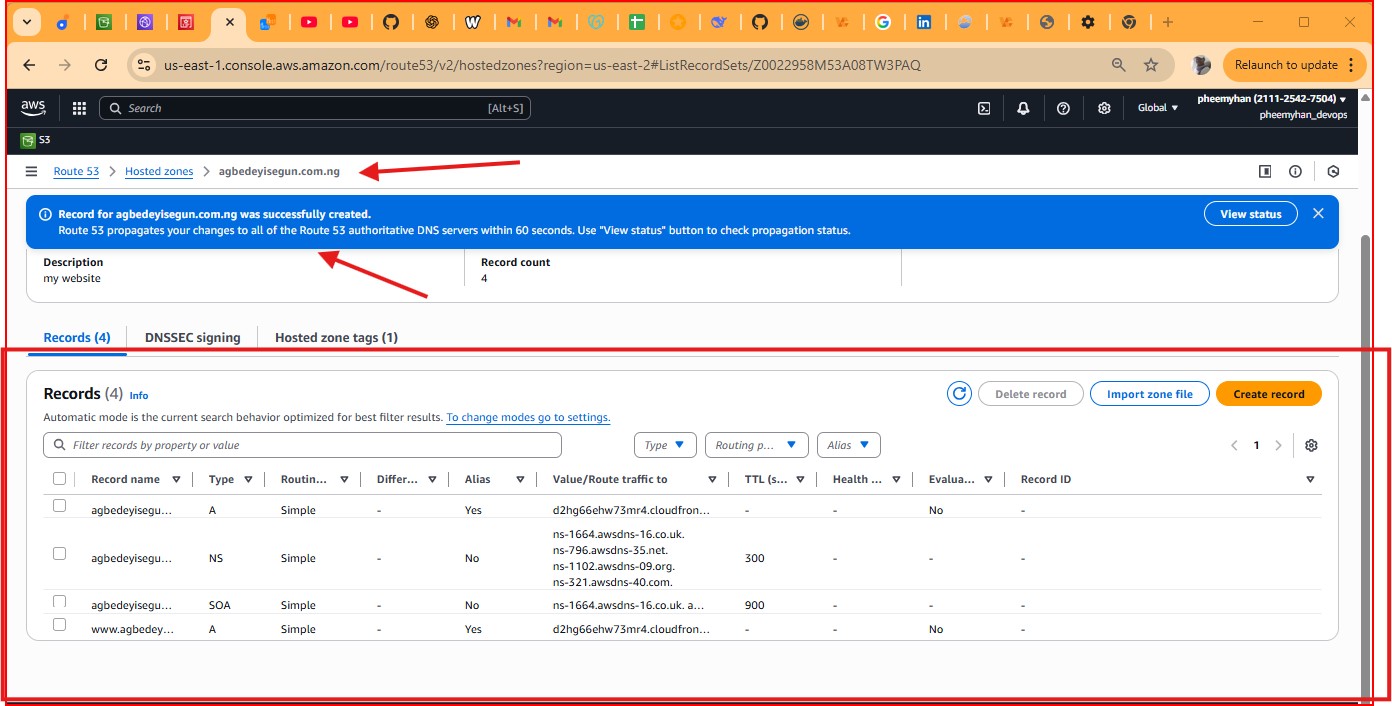 us-east-1.console.aws.amazon.com/route53/v2/hostedzones?region=us-east-2#ListRecordSets/Z0022958M53A08TW3PAQ
Relaunch to update
aws
Search
[Alt+S]
Global
pheemyhan (2111-2542-7504)
pheemyhan_devops
S3
Route 53
Hosted zones
agbedeyisegun.com.ng
Record for agbedeyisegun.com.ng was successfully created.
Route 53 propagates your changes to all of the Route 53 authoritative DNS servers within 60 seconds. Use "View status" button to check propagation status.
View status
Description
my website
Record count
4
Records (4)
DNSSEC signing
Hosted zone tags (1)
Records (4) Info
Delete record
Import zone file
Create record
Automatic mode is the current search behavior optimized for best filter results. To change modes go to settings.
Filter records by property or value
Type
Routing p...
Alias
1
Record name Type Routin... Differ... Alias Value/Route traffic to TTL (s... Health ... Evalua... Record ID
agbedeyisegu... A Simple - Yes d2hg66ehw73mr4.cloudfron... - - No -
agbedeyisegu... NS Simple - No ns-1664.awsdns-16.co.uk.
ns-796.awsdns-35.net.
ns-1102.awsdns-09.org.
ns-321.awsdns-40.com. 300 - - -
agbedeyisegu... SOA Simple - No ns-1664.awsdns-16.co.uk. a... 900 - - -
www.agbedey... A Simple - Yes d2hg66ehw73mr4.cloudfron... - - No -